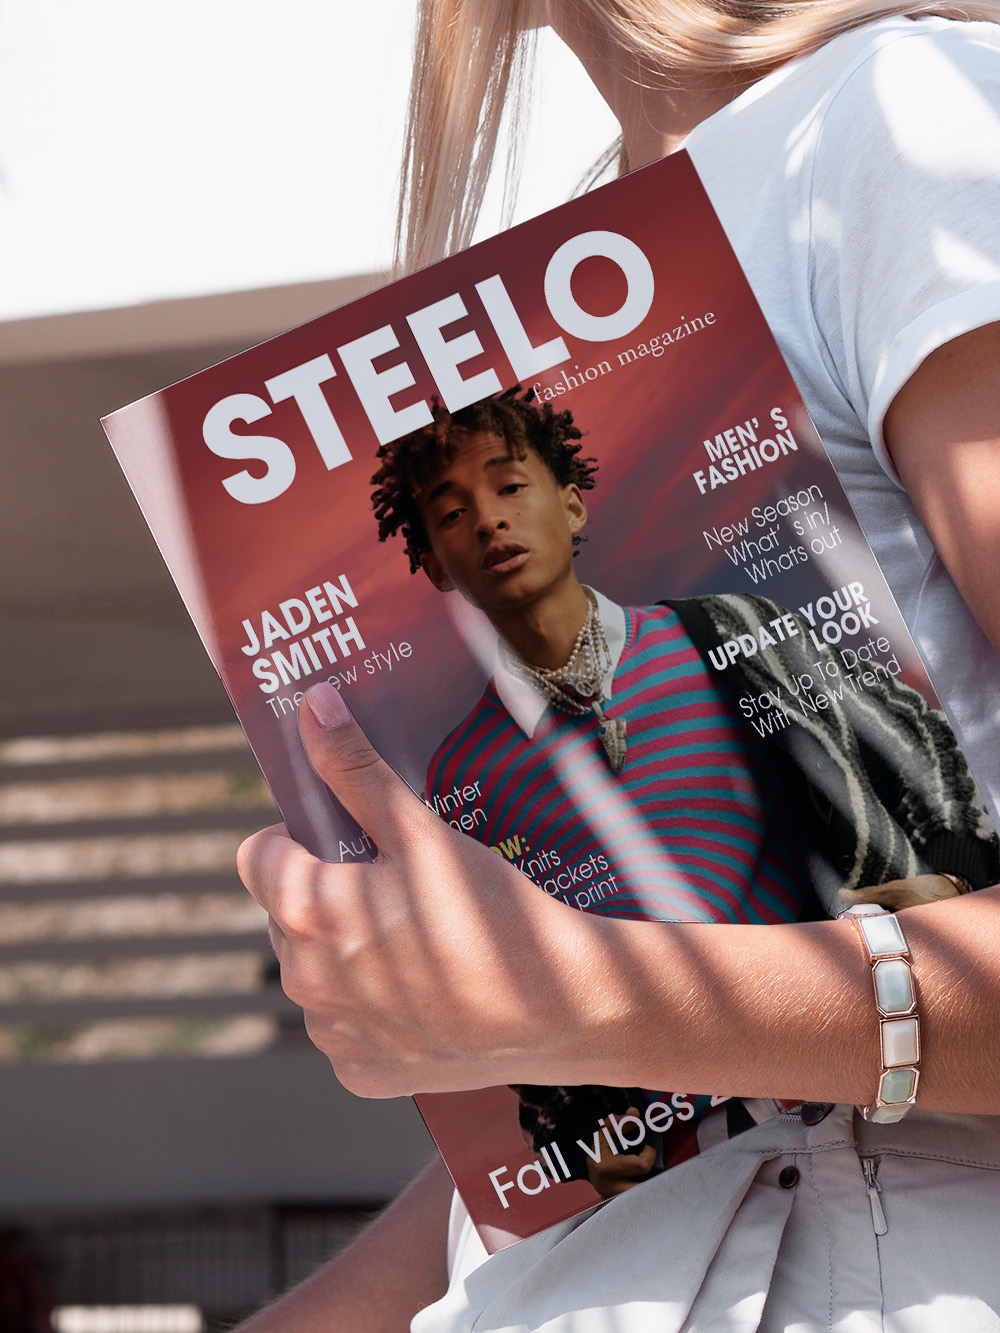 STEELO
fashion magazine
MEN' S
FASHION
New Season
What' s in/
Whats out
JADEN
SMITH
style
UPDATE YOUR
LOOK
Stay Up To Date
With New Trend
Winter
Knits
jackets
print
Fall vibes